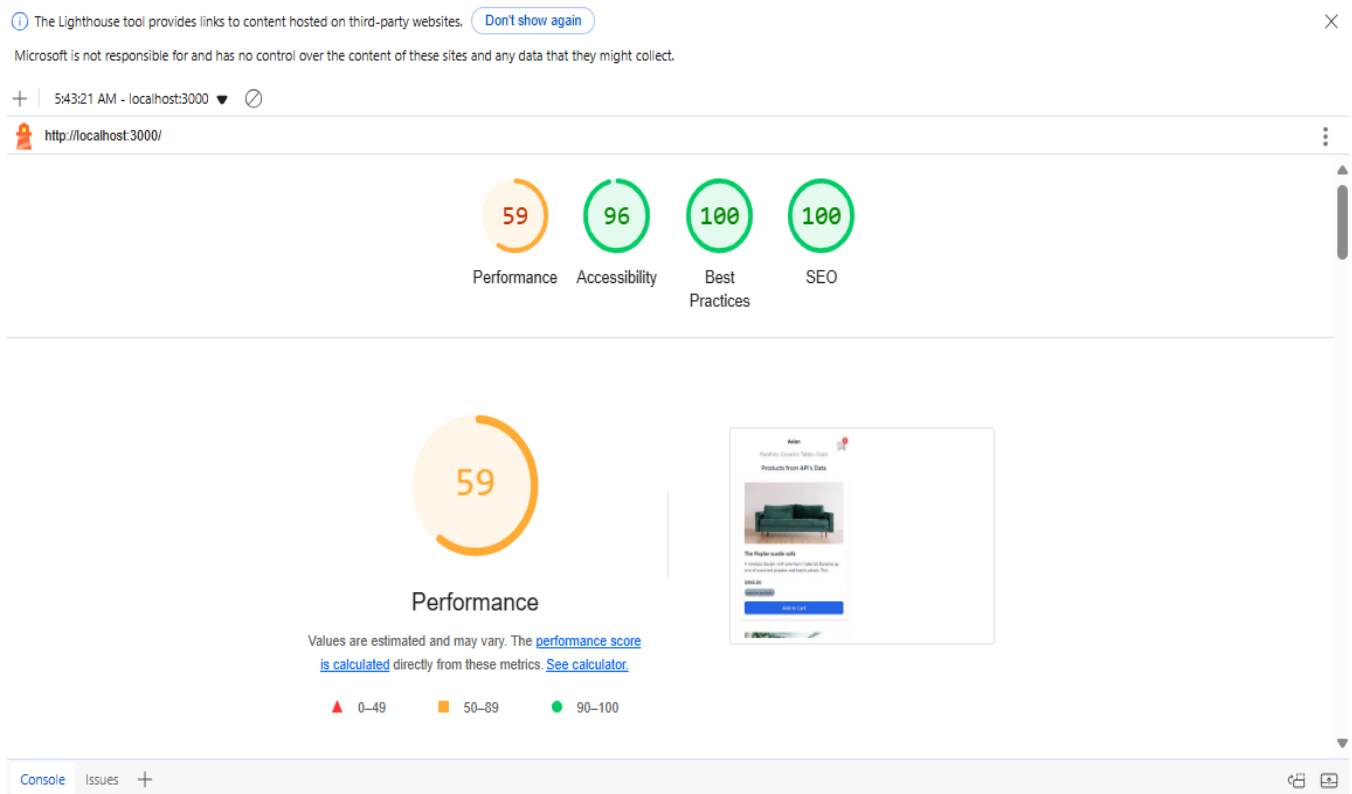 The Lighthouse tool provides links to content hosted on third-party websites. Don't show again
Microsoft is not responsible for and has no control over the content of these sites and any data that they might collect.
5:43:21 AM - localhost:3000
http://localhost:3000/
59 96 100 100
Performance Accessibility Best Practices SEO
59
Performance
Values are estimated and may vary. The performance score
is calculated directly from these metrics. See calculator.
0–49 50–89 90–100
Products from API's Data
The Poplar suede sofa
Add to Cart
Console Issues